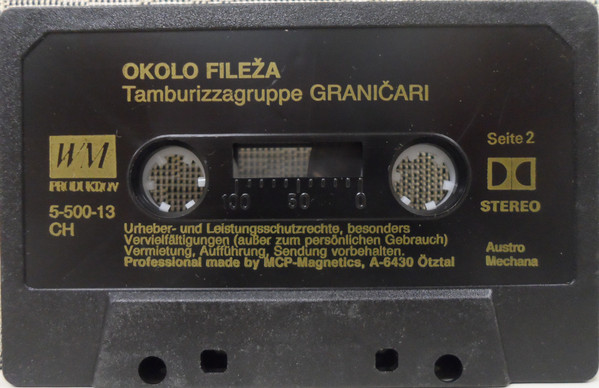 OKOLO FILEŽA
Tamburizzagruppe GRANIČARI
WM
PRODUKTION
5-500-13
CH
Seite 2
STEREO
100 50 0
Urheber- und Leistungsschutzrechte, besonders
Vervielfältigungen (außer zum persönlichen Gebrauch)
Vermietung, Aufführung, Sendung vorbehalten.
Professional made by MCP-Magnetics, A-6430 Ötztal
Austro
Mechana